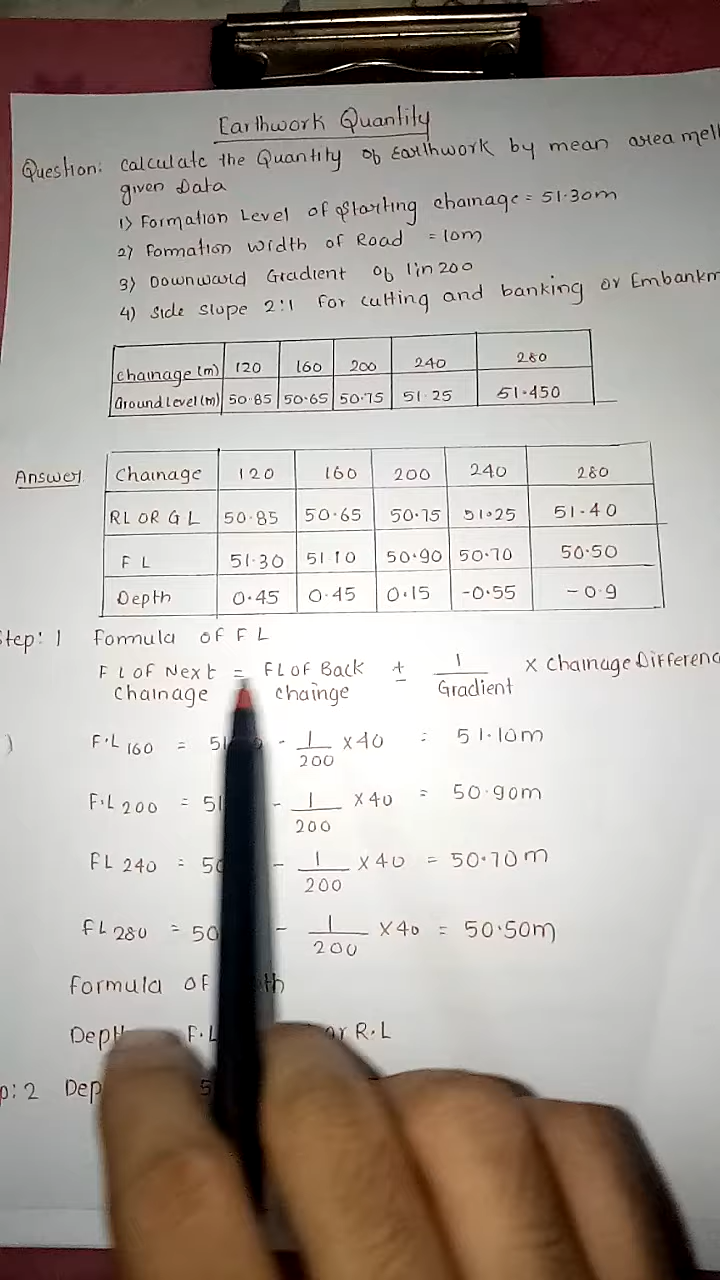 Earthwork Quantity
Question: Calculate the Quantity of Earthwork by mean area
given Data
1) Formation Level of Starting chainage = 51.30m
2) Formation Width of Road = 10m
3) Downward Gradient of 1in 200
4) Side Slope 2:1 for cutting and banking or
Chainage (m) 120 160 200 240 280
Ground Level (m) 50.85 50.65 50.75 51.25 51.450
Answer
Chainage 120 160 200 240 280
RL OR GL 50.85 50.65 50.75 51.25 51.40
FL 51.30 51.10 50.90 50.70 50.50
Depth 0.45 0.45 0.15 -0.55 -0.9
Step: 1 Formula of FL
FL of Next Chainage = FL of Back Chainge ± 1/Gradient × Chainage
F.L 160 = 51 - 1/200 ×40 = 51.10m
F.L 200 = 51 - 1/200 ×40 = 50.90m
FL 240 = 50 - 1/200 ×40 = 50.70m
FL 280 = 50 - 1/200 ×40 = 50.50m
Formula of
F.L or R.L
: 2